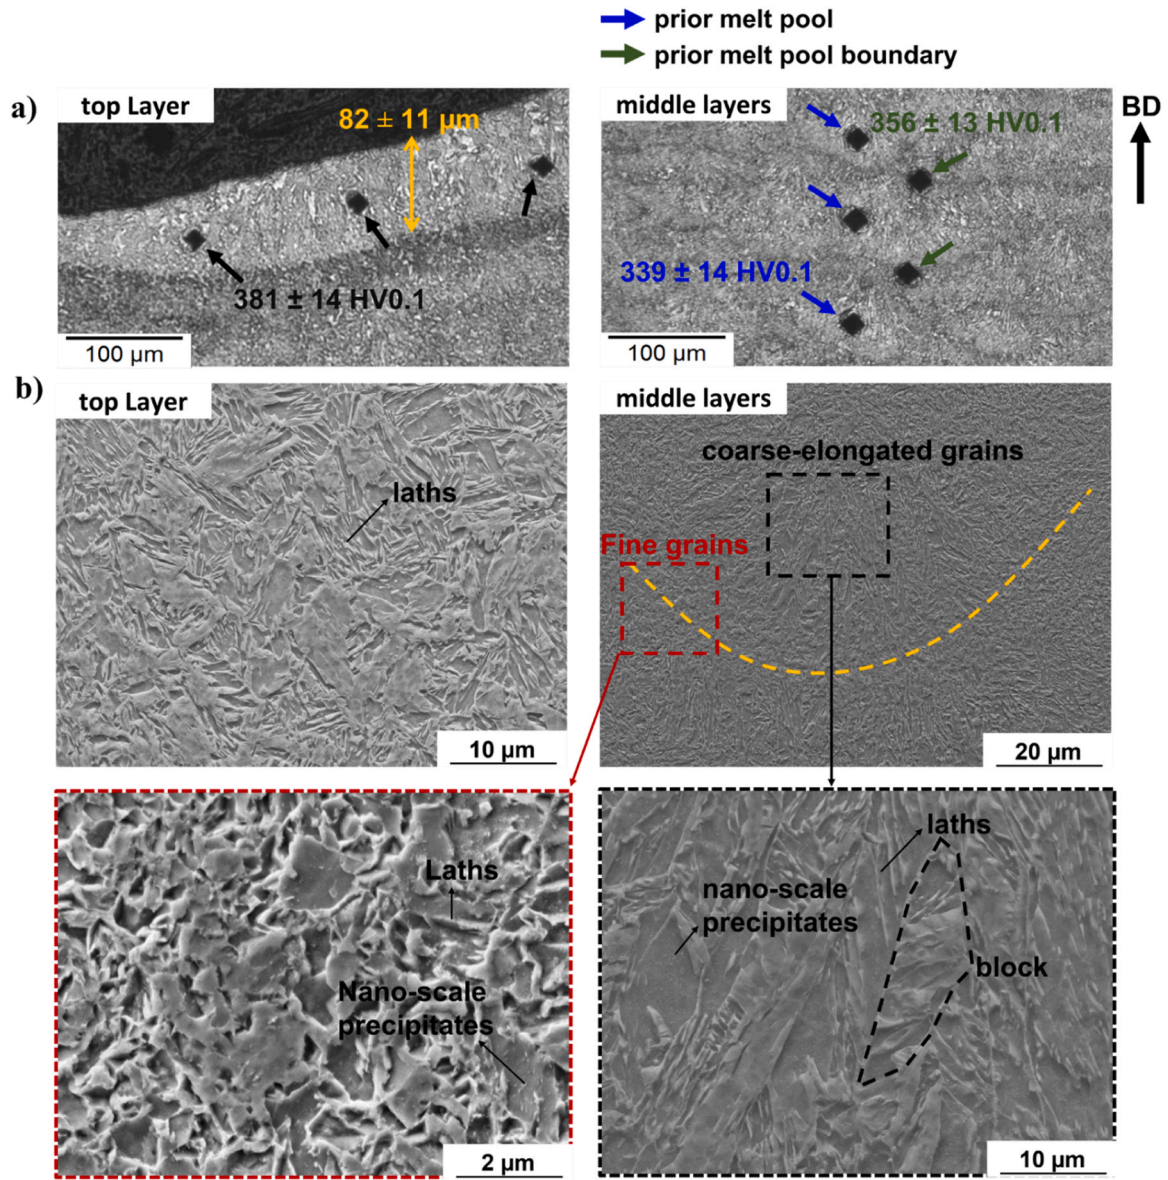 prior melt pool
prior melt pool boundary
a)
top Layer
82 ± 11 µm
381 ± 14 HV0.1
100 µm
middle layers
356 ± 13 HV0.1
339 ± 14 HV0.1
100 µm
BD
b)
top Layer
laths
10 µm
middle layers
coarse-elongated grains
Fine grains
20 µm
Laths
Nano-scale
precipitates
2 µm
laths
nano-scale
precipitates
block
10 µm